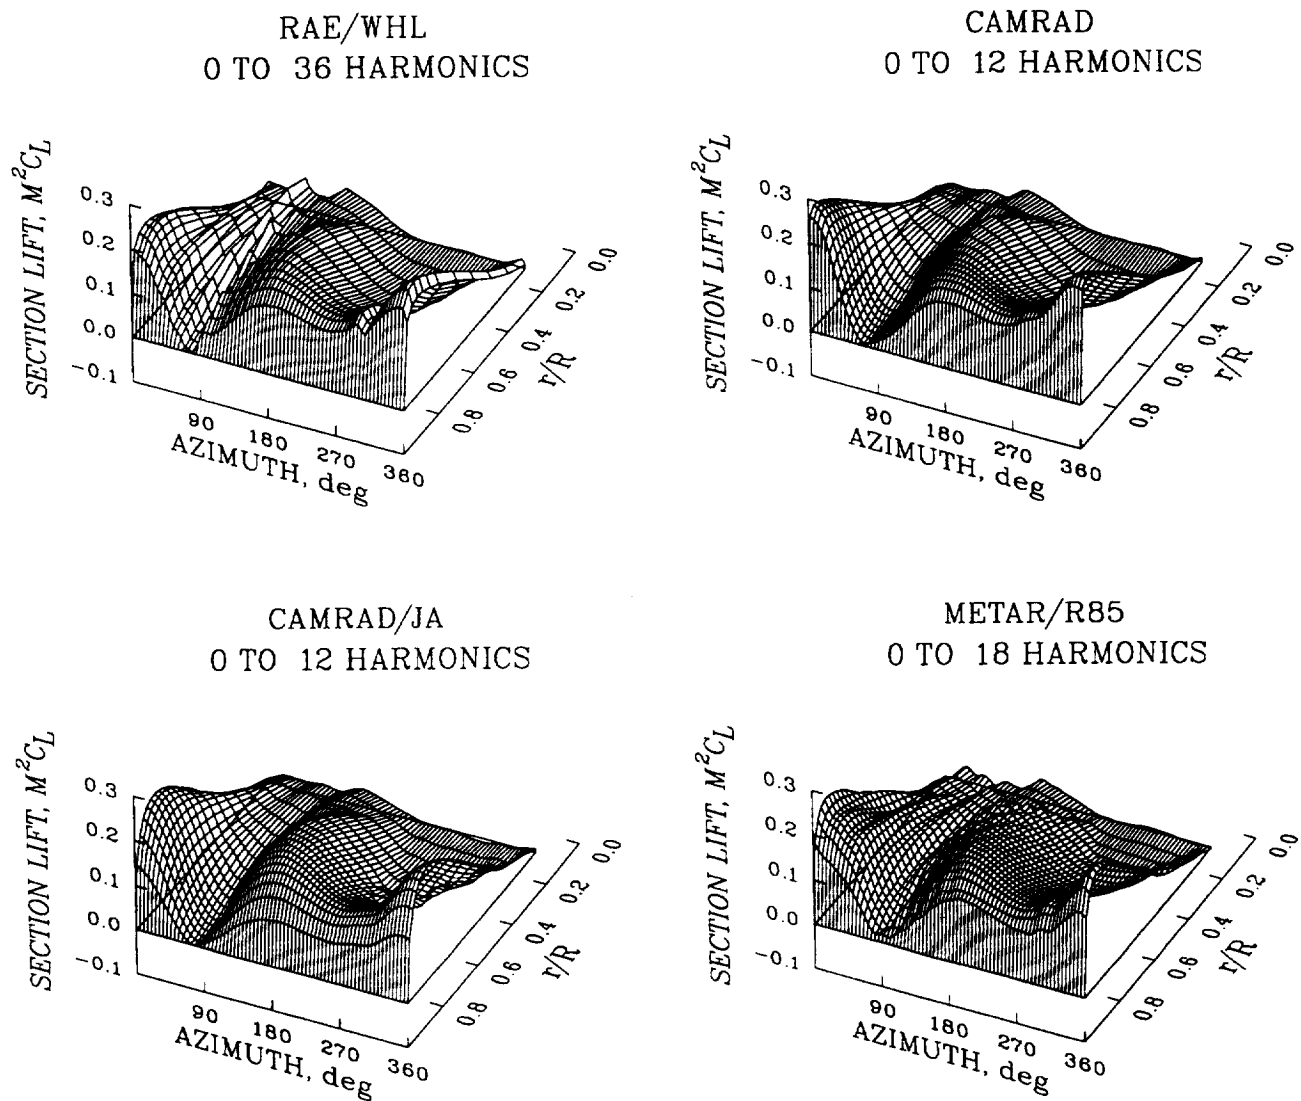 RAE/WHL
0 TO 36 HARMONICS
SECTION LIFT, M²C_L
0.3
0.2
0.1
0.0
-0.1
90
180
270
360
AZIMUTH, deg
0.0
0.2
0.4
0.6
0.8
r/R
CAMRAD
0 TO 12 HARMONICS
SECTION LIFT, M²C_L
0.3
0.2
0.1
0.0
-0.1
90
180
270
360
AZIMUTH, deg
0.0
0.2
0.4
0.6
0.8
r/R
CAMRAD/JA
0 TO 12 HARMONICS
SECTION LIFT, M²C_L
0.3
0.2
0.1
0.0
-0.1
90
180
270
360
AZIMUTH, deg
0.0
0.2
0.4
0.6
0.8
r/R
METAR/R85
0 TO 18 HARMONICS
SECTION LIFT, M²C_L
0.3
0.2
0.1
0.0
-0.1
90
180
270
360
AZIMUTH, deg
0.0
0.2
0.4
0.6
0.8
r/R